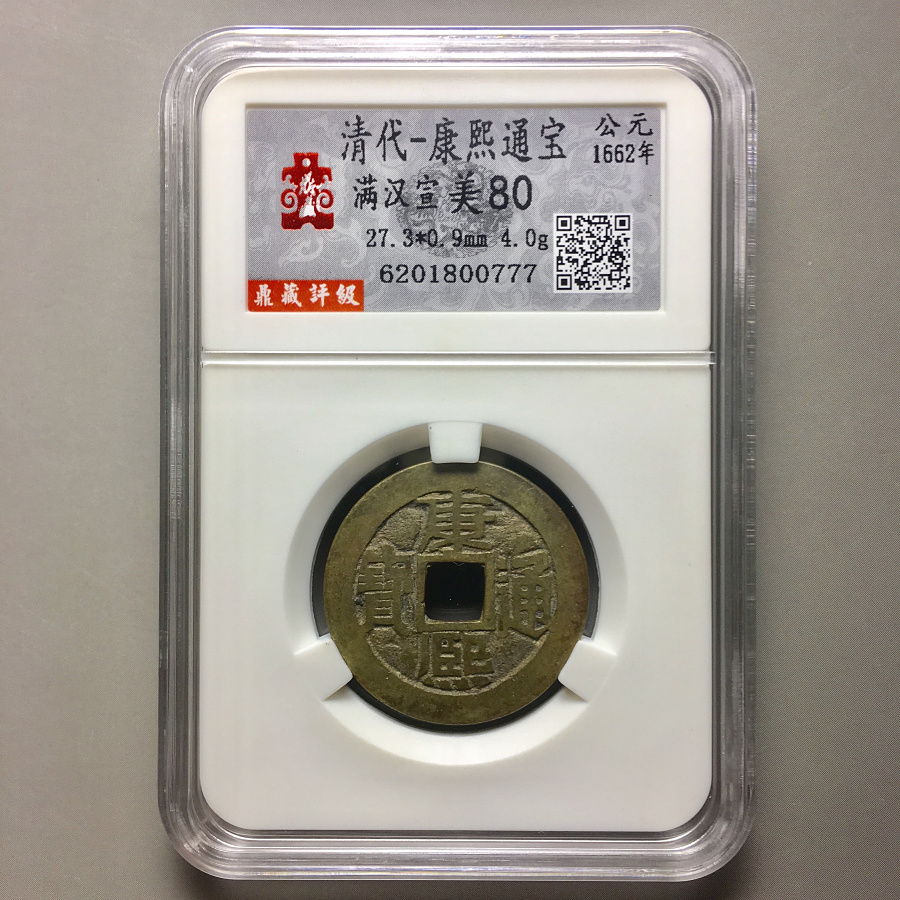 清代-康熙通宝
公元
1662年
满汉宣 美80
27.3*0.9mm 4.0g
6201800777
鼎藏評級
康熙通寶